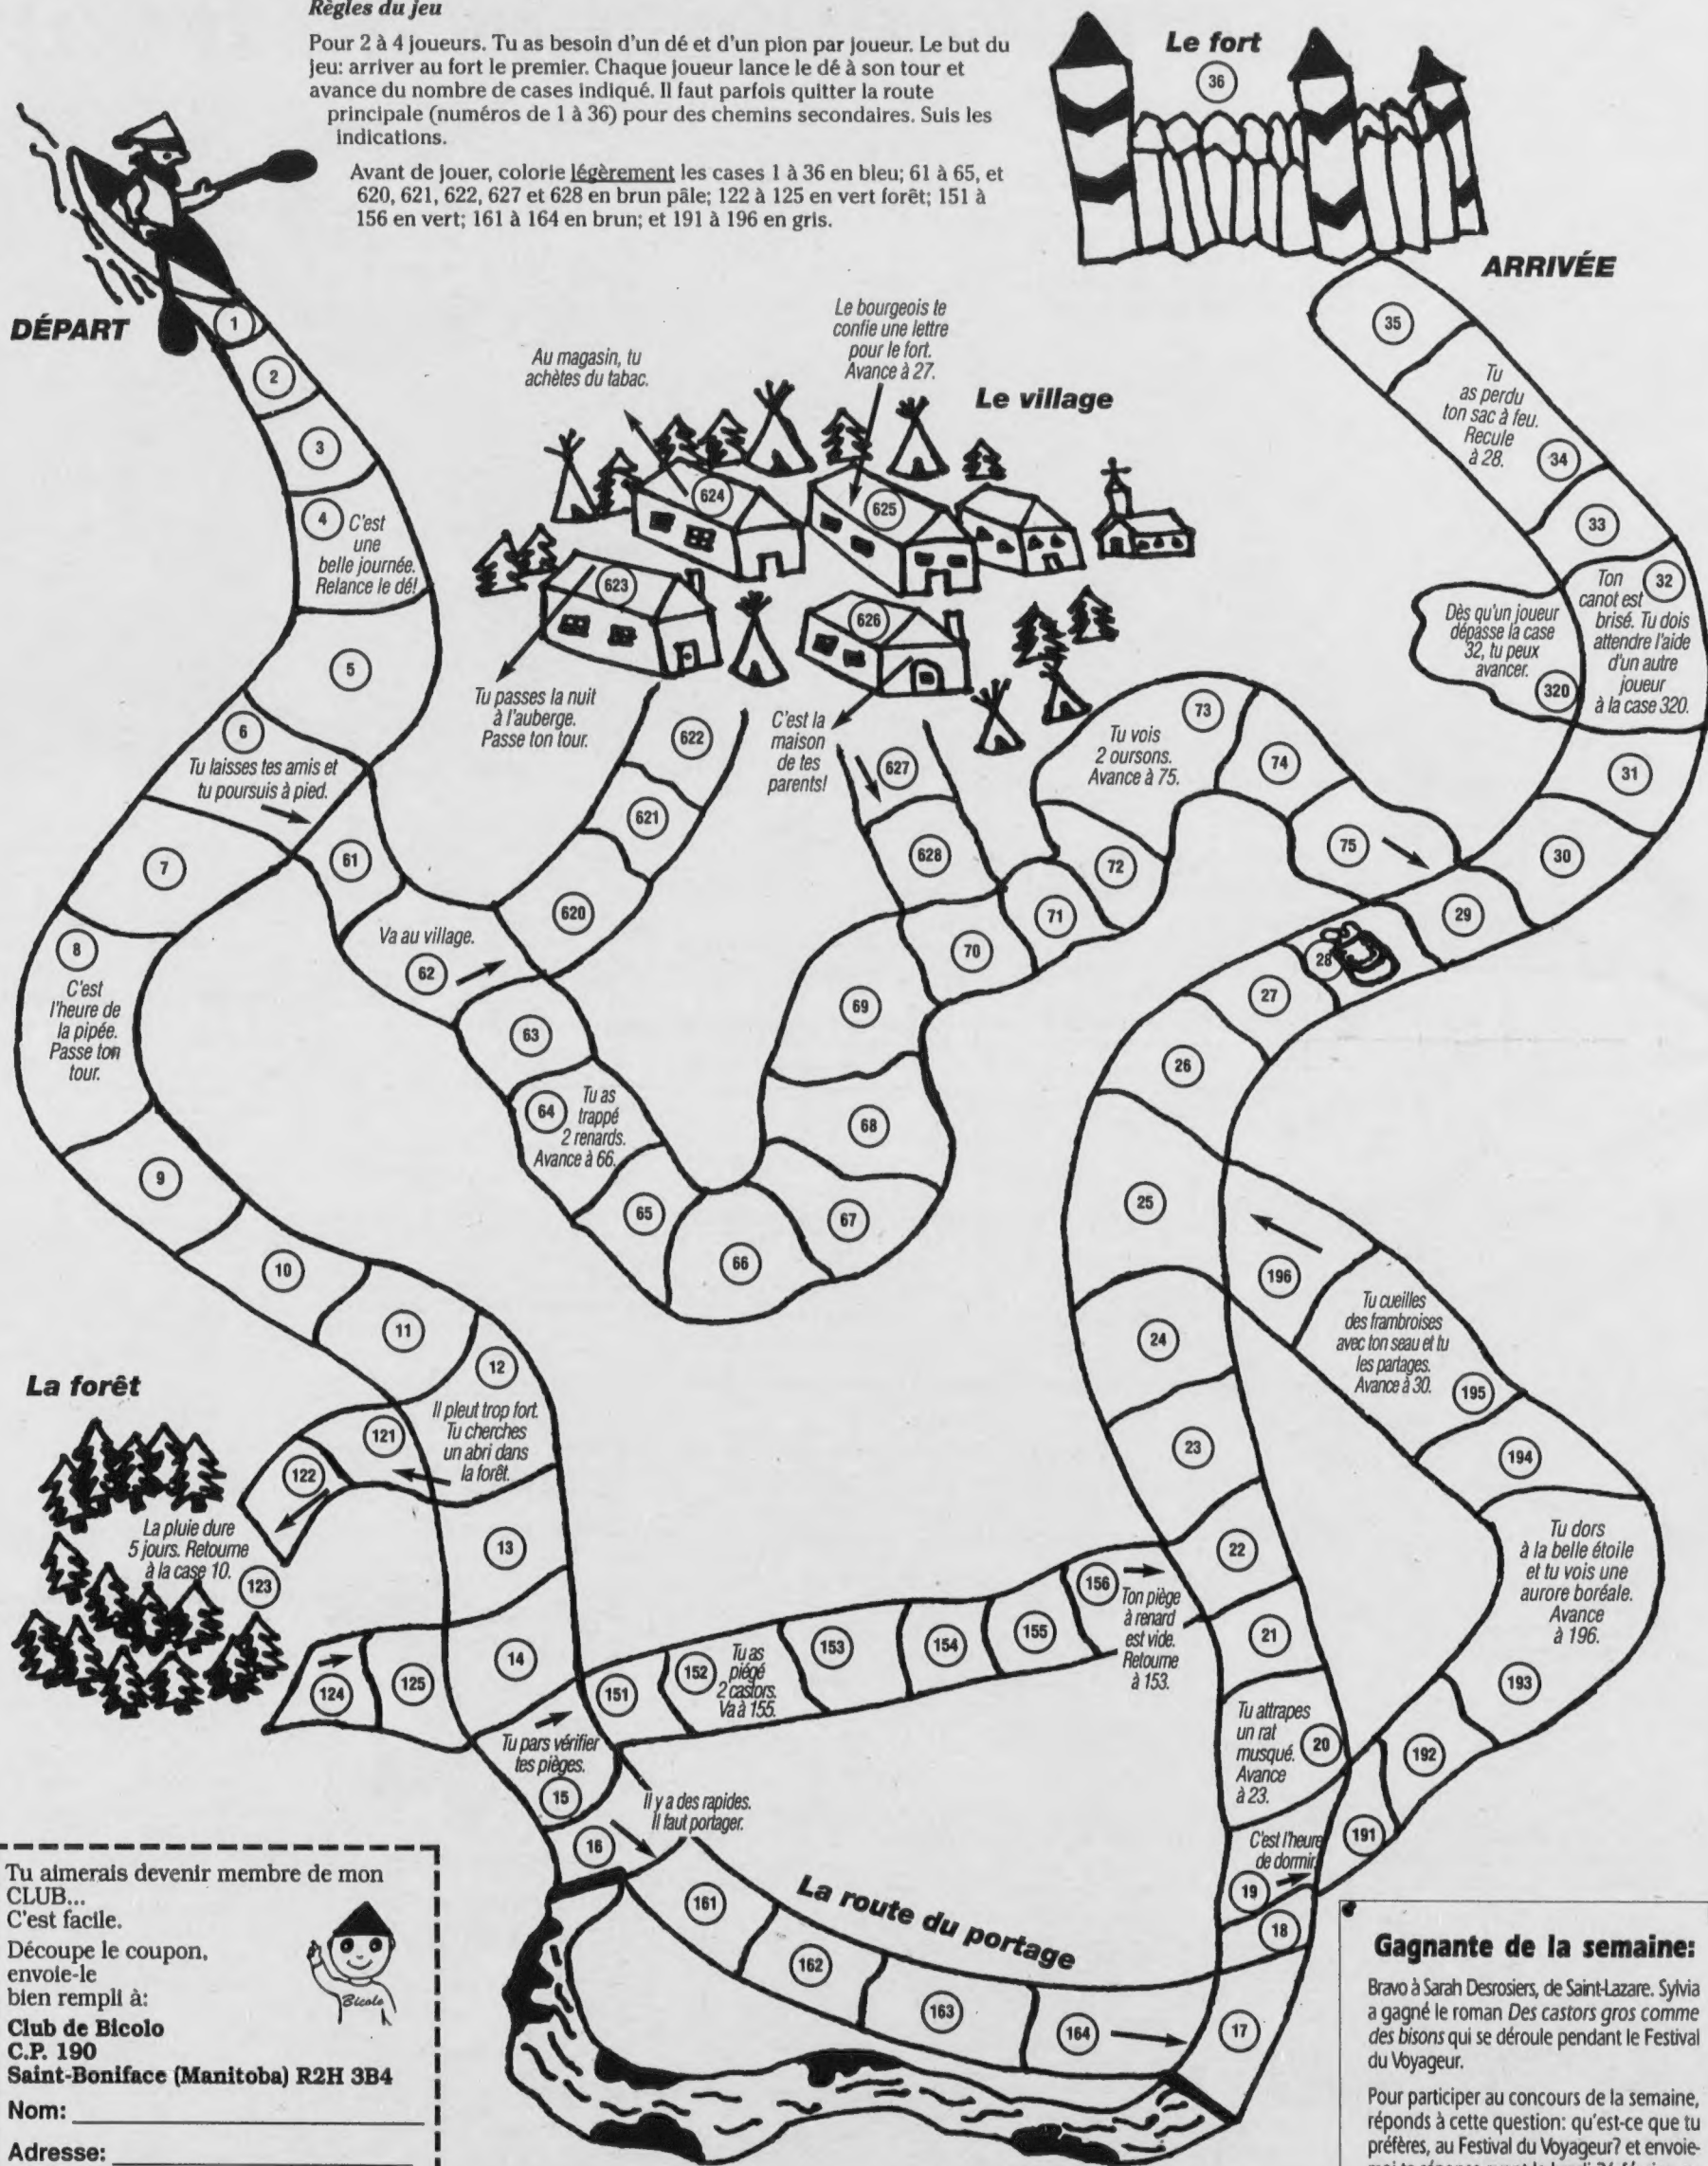 Règles du jeu
Pour 2 à 4 joueurs. Tu as besoin d'un dé et d'un pion par joueur. Le but du
jeu: arriver au fort le premier. Chaque joueur lance le dé à son tour et
avance du nombre de cases indiqué. Il faut parfois quitter la route
principale (numéros de 1 à 36) pour des chemins secondaires. Suis les
indications.
Avant de jouer, colorie légèrement les cases 1 à 36 en bleu; 61 à 65, et
620, 621, 622, 627 et 628 en brun pâle; 122 à 125 en vert forêt; 151 à
156 en vert; 161 à 164 en brun; et 191 à 196 en gris.
Le fort
36
ARRIVÉE
DÉPART
1
2
3
4
C'est
une
belle journée.
Relance le dé!
5
6
Tu laisses tes amis et
tu poursuis à pied.
7
8
C'est
l'heure de
la pipée.
Passe ton
tour.
9
10
11
12
Il pleut trop fort.
Tu cherches
un abri dans
la forêt.
La forêt
121
122
La pluie dure
5 jours. Retourne
à la case 10.
123
124
125
13
14
Tu pars vérifier
tes pièges.
15
151
152
Tu as
piégé
2 castors.
Va à 155.
153
154
155
156
Ton piège
à renard
est vide.
Retourne
à 153.
16
Il y a des rapides.
Il faut portager.
La route du portage
161
162
163
164
17
18
C'est l'heure
de dormir.
19
191
192
193
Tu dors
à la belle étoile
et tu vois une
aurore boréale.
Avance
à 196.
194
195
Tu cueilles
des frambroises
avec ton seau et tu
les partages.
Avance à 30.
196
Tu attrapes
un rat
musqué.
Avance
à 23.
20
21
22
23
24
25
26
27
28
29
30
31
Ton
canot est
brisé. Tu dois
attendre l'aide
d'un autre
joueur
à la case 320.
32
Dès qu'un joueur
dépasse la case
32, tu peux
avancer.
320
33
Tu
as perdu
ton sac à feu.
Recule
à 28.
34
35
61
Va au village.
62
63
64
Tu as
trappé
2 renards.
Avance à 66.
65
66
67
68
69
70
71
72
73
Tu vois
2 oursons.
Avance à 75.
74
75
620
621
622
Le village
623
Tu passes la nuit
à l'auberge.
Passe ton tour.
624
Au magasin, tu
achètes du tabac.
625
Le bourgeois te
confie une lettre
pour le fort.
Avance à 27.
626
C'est la
maison
de tes
parents!
627
628
Tu aimerais devenir membre de mon
CLUB...
C'est facile.
Découpe le coupon,
envoie-le
bien rempli à:
Bicolo
Club de Bicolo
C.P. 190
Saint-Boniface (Manitoba) R2H 3B4
Nom:
Adresse:
Gagnante de la semaine:
Bravo à Sarah Desrosiers, de Saint-Lazare. Sylvia
a gagné le roman Des castors gros comme
des bisons qui se déroule pendant le Festival
du Voyageur.
Pour participer au concours de la semaine,
réponds à cette question: qu'est-ce que tu
préfères, au Festival du Voyageur? et envoie-